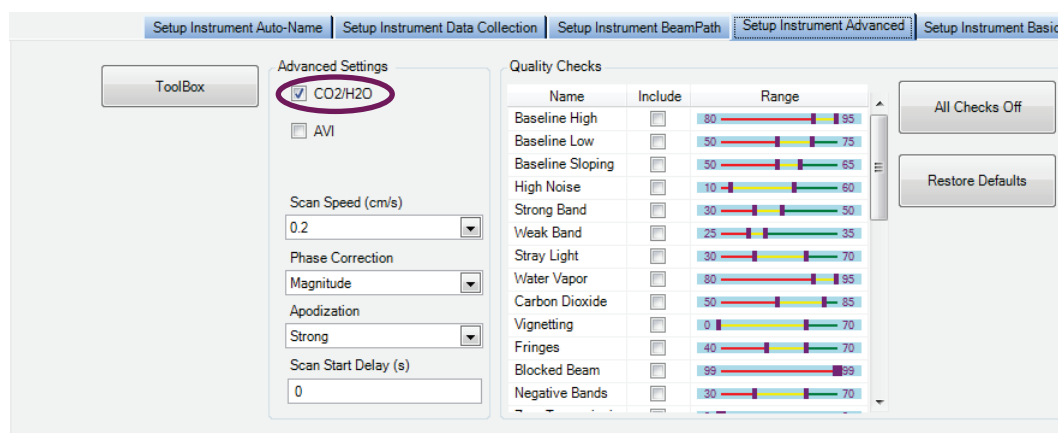 Setup Instrument Auto-Name Setup Instrument Data Collection Setup Instrument BeamPath Setup Instrument Advanced Setup Instrument Basic
ToolBox
Advanced Settings
CO2/H2O
AVI
Scan Speed (cm/s)
0.2
Phase Correction
Magnitude
Apodization
Strong
Scan Start Delay (s)
0
Quality Checks
Name Include Range
Baseline High 80 95
Baseline Low 50 75
Baseline Sloping 50 65
High Noise 10 60
Strong Band 30 50
Weak Band 25 35
Stray Light 30 70
Water Vapor 80 95
Carbon Dioxide 50 85
Vignetting 0 70
Fringes 40 70
Blocked Beam 99 99
Negative Bands 30 70
All Checks Off
Restore Defaults